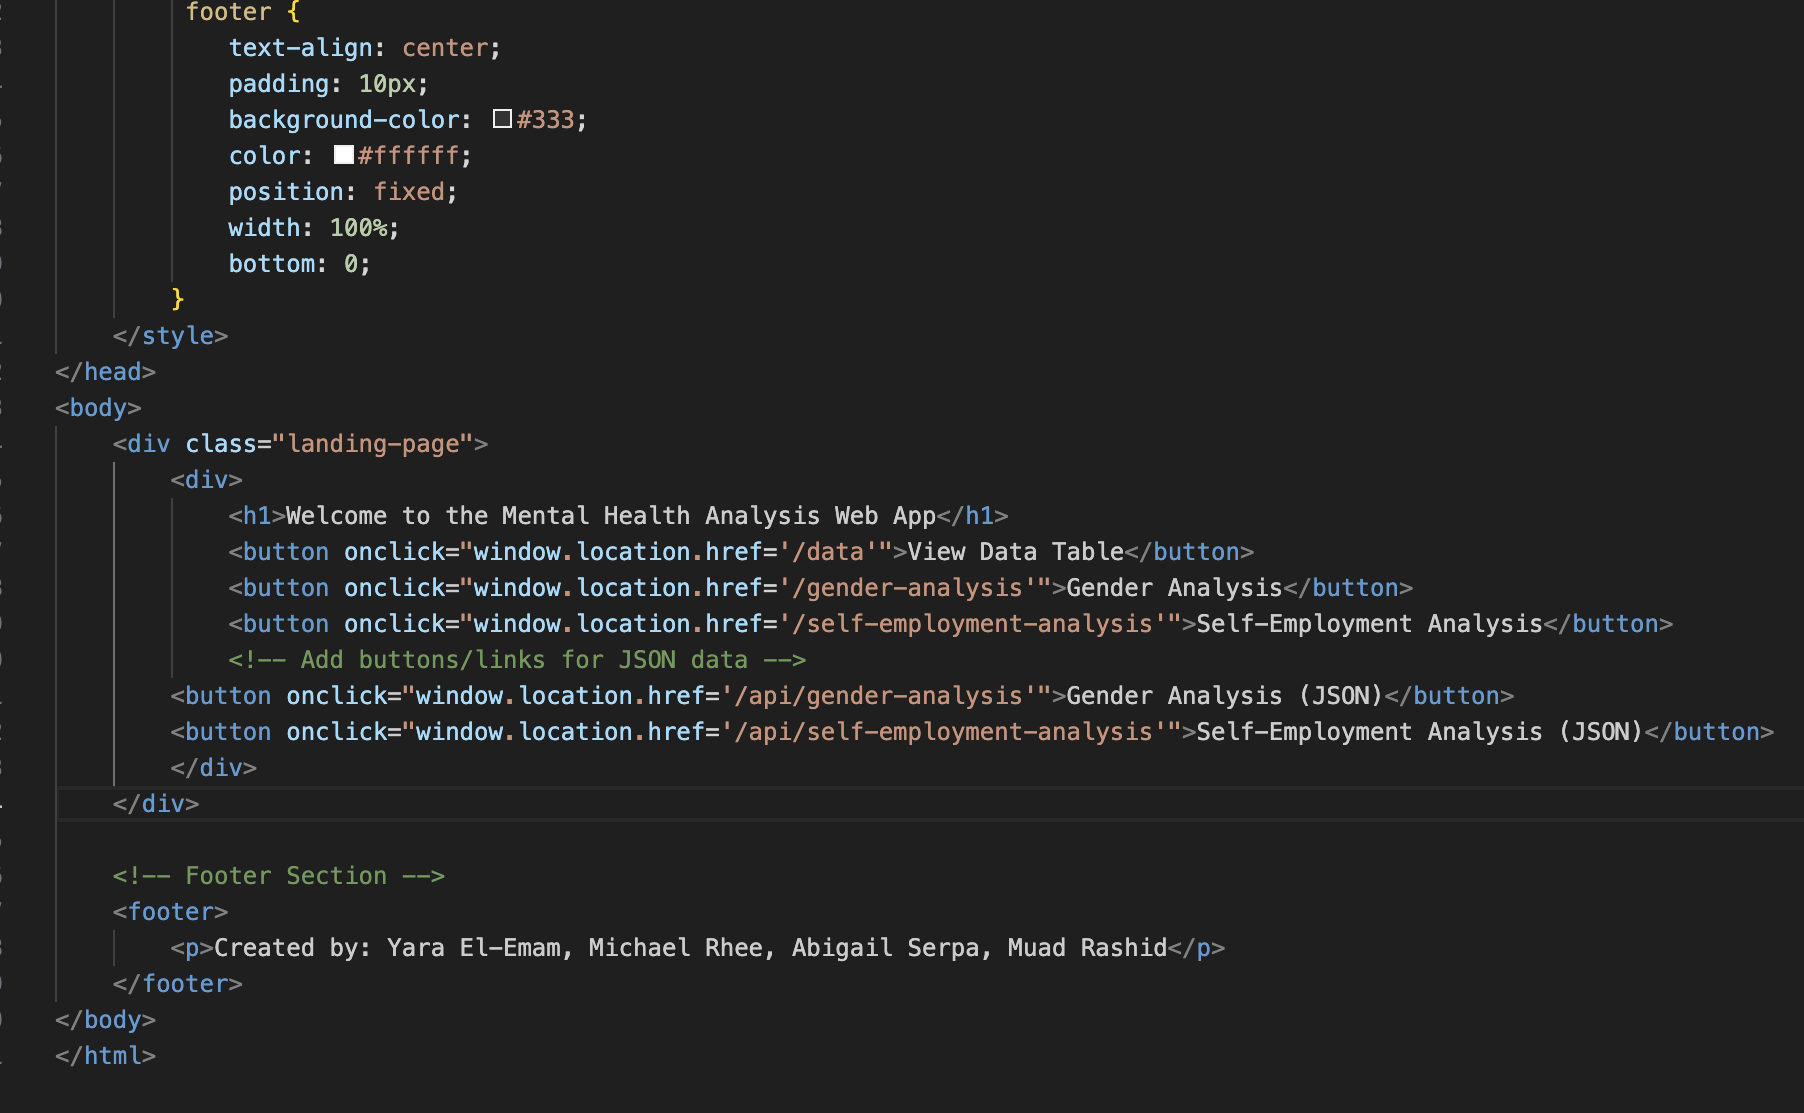 footer {
text-align: center;
padding: 10px;
background-color: #333;
color: #ffffff;
position: fixed;
width: 100%;
bottom: 0;
}
</style>
</head>
<body>
<div class="landing-page">
<div>
<h1>Welcome to the Mental Health Analysis Web App</h1>
<button onclick="window.location.href='/data'">View Data Table</button>
<button onclick="window.location.href='/gender-analysis'">Gender Analysis</button>
<button onclick="window.location.href='/self-employment-analysis'">Self-Employment Analysis</button>
<!-- Add buttons/links for JSON data -->
<button onclick="window.location.href='/api/gender-analysis'">Gender Analysis (JSON)</button>
<button onclick="window.location.href='/api/self-employment-analysis'">Self-Employment Analysis (JSON)</button>
</div>
</div>
<!-- Footer Section -->
<footer>
<p>Created by: Yara El-Emam, Michael Rhee, Abigail Serpa, Muad Rashid</p>
</footer>
</body>
</html>